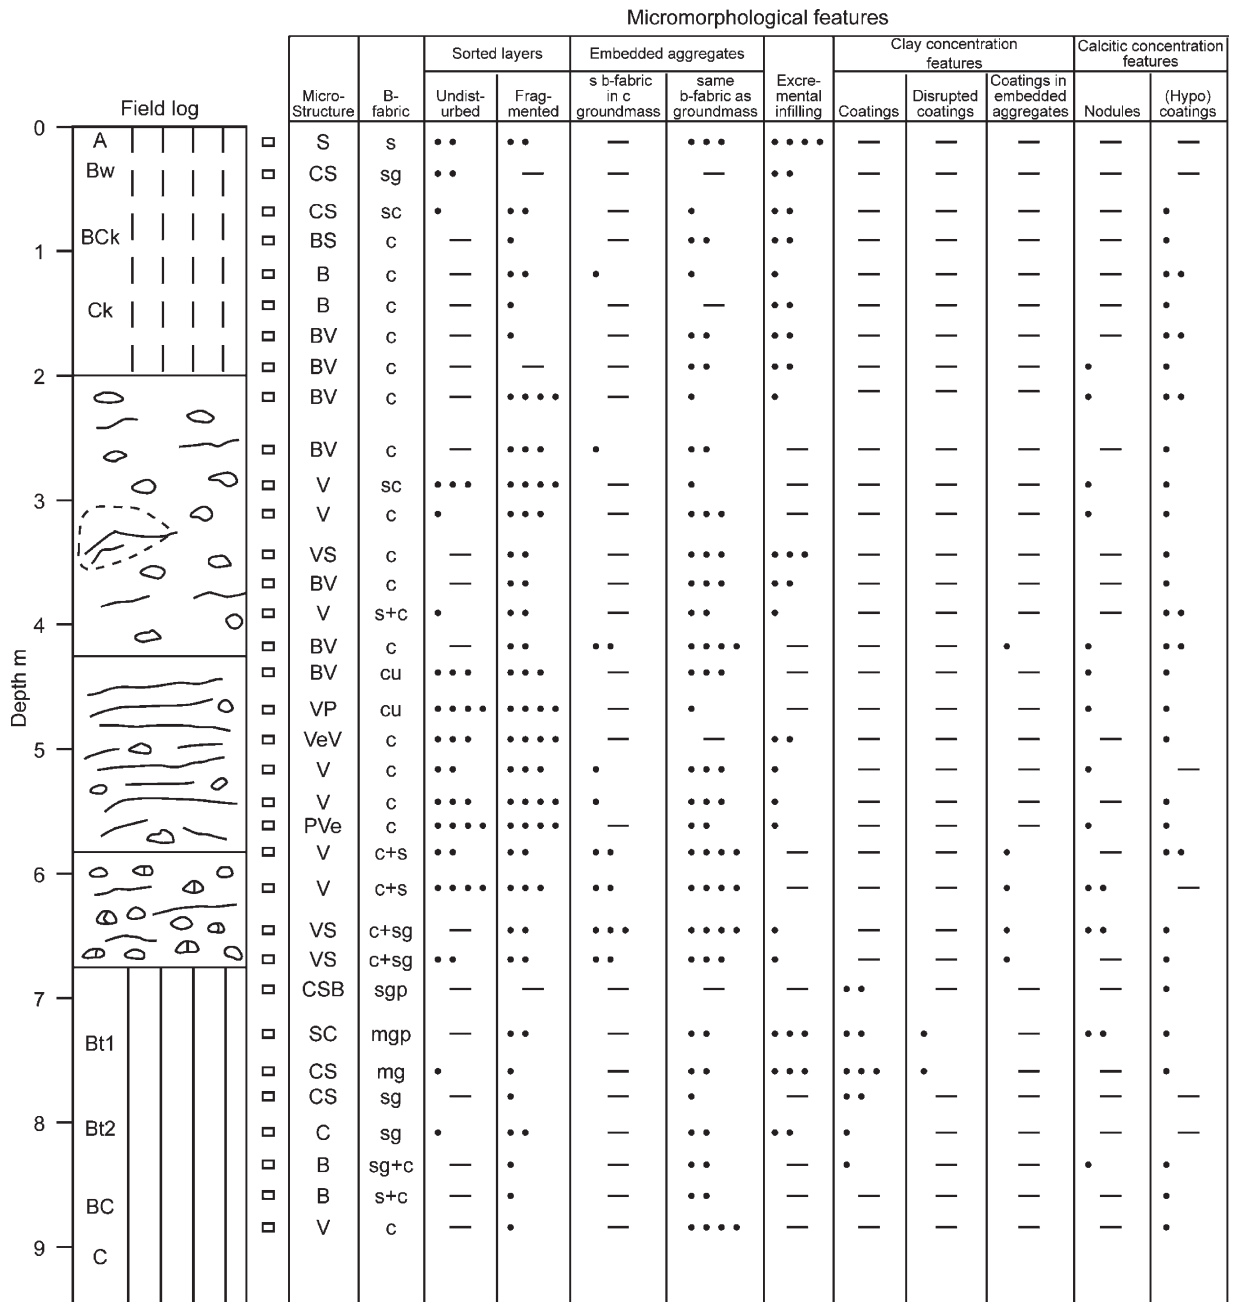 Micromorphological features
Sorted layers
Embedded aggregates
Clay concentration
features
Calcitic concentration
features
Field log
Micro-
Structure
B-
fabric
Undist-
urbed
Frag-
mented
s b-fabric
in c
groundmass
same
b-fabric as
groundmass
Excre-
mental
infilling
Coatings
Disrupted
coatings
Coatings in
embedded
aggregates
Nodules
(Hypo)
coatings
Depth m
0
A S s
Bw CS sg
CS sc
BCk BS c
1
B c
Ck B c
BV c
BV c
2
BV c
BV c
V sc
3
V c
VS c
BV c
V s+c
4
BV c
BV cu
VP cu
VeV c
5
V c
V c
PVe c
V c+s
6
V c+s
VS c+sg
VS c+sg
CSB sgp
7
Bt1 SC mgp
CS mg
CS sg
8
Bt2 C sg
B sg+c
BC B s+c
V c
9
C